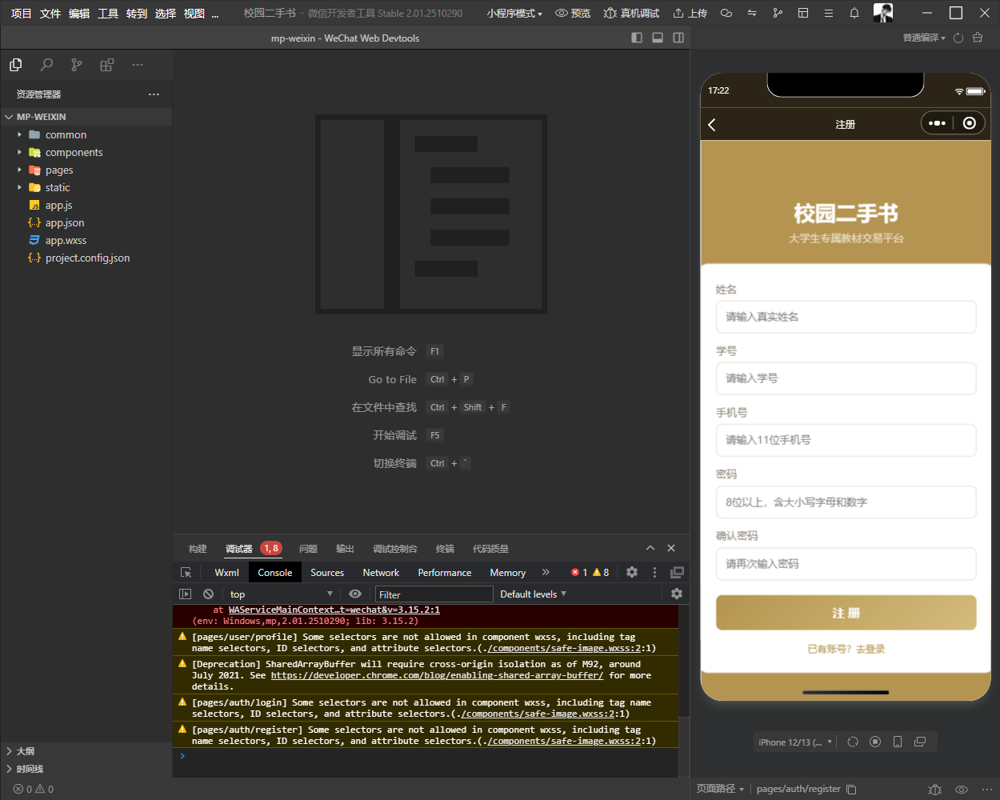 项目 文件 编辑 工具 转到 选择 视图 ... 校园二手书 - 微信开发者工具 Stable 2.01.2510290 小程序模式 预览 真机调试 上传
mp-weixin - WeChat Web Devtools
普通编译
资源管理器
MP-WEIXIN
common
components
pages
static
app.js
app.json
app.wxss
project.config.json
大纲
时间线
0 0
显示所有命令 F1
Go to File Ctrl + P
在文件中查找 Ctrl + Shift + F
开始调试 F5
切换终端 Ctrl + `
构建 调试器 1, 8 问题 输出 调试控制台 终端 代码质量
Wxml Console Sources Network Performance Memory » 1 8
top Filter Default levels
at WAServiceMainContext…t=wechat&v=3.15.2:1
(env: Windows,mp,2.01.2510290; lib: 3.15.2)
[pages/user/profile] Some selectors are not allowed in component wxss, including tag
name selectors, ID selectors, and attribute selectors.(./components/safe-image.wxss:2:1)
[Deprecation] SharedArrayBuffer will require cross-origin isolation as of M92, around
July 2021. See https://developer.chrome.com/blog/enabling-shared-array-buffer/ for more
details.
[pages/auth/login] Some selectors are not allowed in component wxss, including tag name
selectors, ID selectors, and attribute selectors.(./components/safe-image.wxss:2:1)
[pages/auth/register] Some selectors are not allowed in component wxss, including tag
name selectors, ID selectors, and attribute selectors.(./components/safe-image.wxss:2:1)
17:22
注册
校园二手书
大学生专属教材交易平台
姓名
请输入真实姓名
学号
请输入学号
手机号
请输入11位手机号
密码
8位以上，含大小写字母和数字
确认密码
请再次输入密码
注 册
已有账号？去登录
iPhone 12/13 (...
页面路径 pages/auth/register